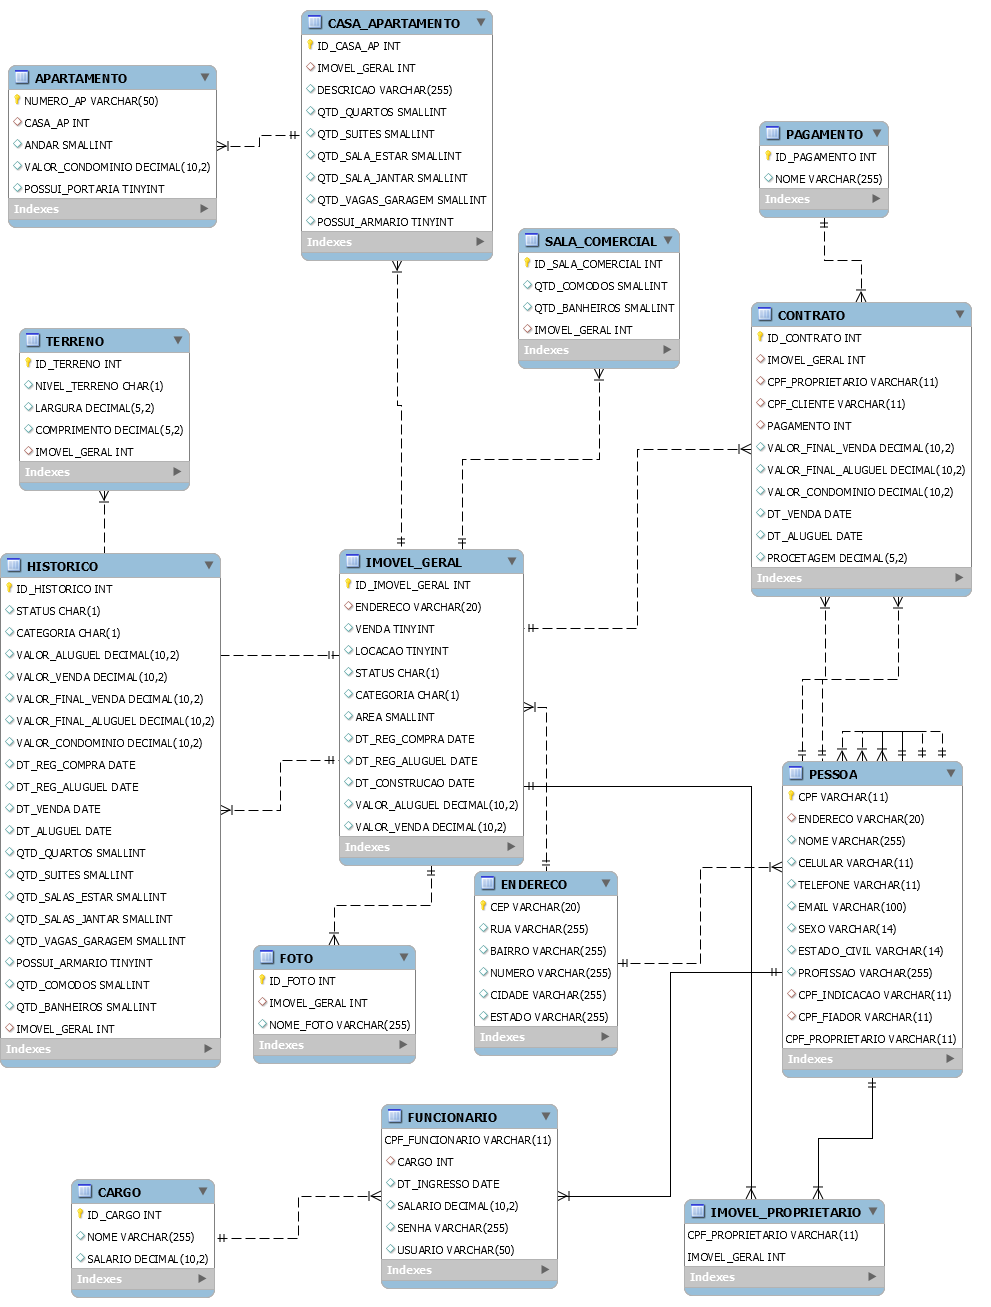 CASA_APARTAMENTO
ID_CASA_AP INT
IMOVEL_GERAL INT
DESCRICAO VARCHAR(255)
QTD_QUARTOS SMALLINT
QTD_SUITES SMALLINT
QTD_SALA_ESTAR SMALLINT
QTD_SALA_JANTAR SMALLINT
QTD_VAGAS_GARAGEM SMALLINT
POSSUI_ARMARIO TINYINT
Indexes
APARTAMENTO
NUMERO_AP VARCHAR(50)
CASA_AP INT
ANDAR SMALLINT
VALOR_CONDOMINIO DECIMAL(10,2)
POSSUI_PORTARIA TINYINT
Indexes
PAGAMENTO
ID_PAGAMENTO INT
NOME VARCHAR(255)
Indexes
SALA_COMERCIAL
ID_SALA_COMERCIAL INT
QTD_COMODOS SMALLINT
QTD_BANHEIROS SMALLINT
IMOVEL_GERAL INT
Indexes
CONTRATO
ID_CONTRATO INT
IMOVEL_GERAL INT
CPF_PROPRIETARIO VARCHAR(11)
CPF_CLIENTE VARCHAR(11)
PAGAMENTO INT
VALOR_FINAL_VENDA DECIMAL(10,2)
VALOR_FINAL_ALUGUEL DECIMAL(10,2)
VALOR_CONDOMINIO DECIMAL(10,2)
DT_VENDA DATE
DT_ALUGUEL DATE
PROCETAGEM DECIMAL(5,2)
Indexes
TERRENO
ID_TERRENO INT
NIVEL_TERRENO CHAR(1)
LARGURA DECIMAL(5,2)
COMPRIMENTO DECIMAL(5,2)
IMOVEL_GERAL INT
Indexes
HISTORICO
ID_HISTORICO INT
STATUS CHAR(1)
CATEGORIA CHAR(1)
VALOR_ALUGUEL DECIMAL(10,2)
VALOR_VENDA DECIMAL(10,2)
VALOR_FINAL_VENDA DECIMAL(10,2)
VALOR_FINAL_ALUGUEL DECIMAL(10,2)
VALOR_CONDOMINIO DECIMAL(10,2)
DT_REG_COMPRA DATE
DT_REG_ALUGUEL DATE
DT_VENDA DATE
DT_ALUGUEL DATE
QTD_QUARTOS SMALLINT
QTD_SUITES SMALLINT
QTD_SALAS_ESTAR SMALLINT
QTD_SALAS_JANTAR SMALLINT
QTD_VAGAS_GARAGEM SMALLINT
POSSUI_ARMARIO TINYINT
QTD_COMODOS SMALLINT
QTD_BANHEIROS SMALLINT
IMOVEL_GERAL INT
Indexes
IMOVEL_GERAL
ID_IMOVEL_GERAL INT
ENDERECO VARCHAR(20)
VENDA TINYINT
LOCACAO TINYINT
STATUS CHAR(1)
CATEGORIA CHAR(1)
AREA SMALLINT
DT_REG_COMPRA DATE
DT_REG_ALUGUEL DATE
DT_CONSTRUCAO DATE
VALOR_ALUGUEL DECIMAL(10,2)
VALOR_VENDA DECIMAL(10,2)
Indexes
PESSOA
CPF VARCHAR(11)
ENDERECO VARCHAR(20)
NOME VARCHAR(255)
CELULAR VARCHAR(11)
TELEFONE VARCHAR(11)
EMAIL VARCHAR(100)
SEXO VARCHAR(14)
ESTADO_CIVIL VARCHAR(14)
PROFISSAO VARCHAR(255)
CPF_INDICACAO VARCHAR(11)
CPF_FIADOR VARCHAR(11)
CPF_PROPRIETARIO VARCHAR(11)
Indexes
ENDERECO
CEP VARCHAR(20)
RUA VARCHAR(255)
BAIRRO VARCHAR(255)
NUMERO VARCHAR(255)
CIDADE VARCHAR(255)
ESTADO VARCHAR(255)
Indexes
FOTO
ID_FOTO INT
IMOVEL_GERAL INT
NOME_FOTO VARCHAR(255)
Indexes
FUNCIONARIO
CPF_FUNCIONARIO VARCHAR(11)
CARGO INT
DT_INGRESSO DATE
SALARIO DECIMAL(10,2)
SENHA VARCHAR(255)
USUARIO VARCHAR(50)
Indexes
CARGO
ID_CARGO INT
NOME VARCHAR(255)
SALARIO DECIMAL(10,2)
Indexes
IMOVEL_PROPRIETARIO
CPF_PROPRIETARIO VARCHAR(11)
IMOVEL_GERAL INT
Indexes